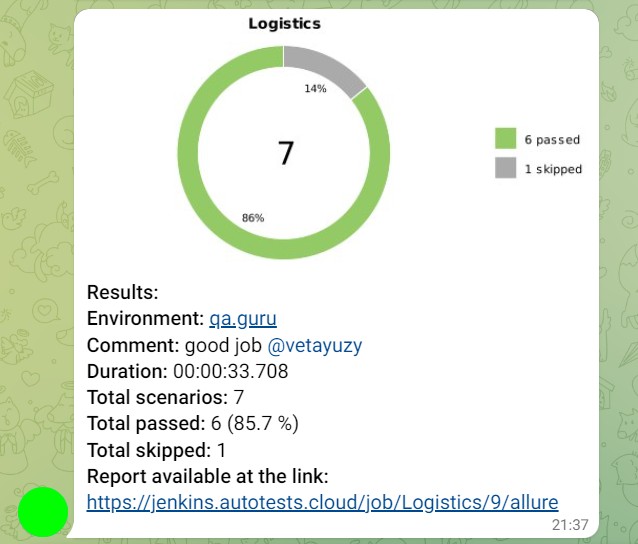 Logistics
14%
7
86%
6 passed
1 skipped
Results:
Environment: qa.guru
Comment: good job @vetayuzy
Duration: 00:00:33.708
Total scenarios: 7
Total passed: 6 (85.7 %)
Total skipped: 1
Report available at the link:
https://jenkins.autotests.cloud/job/Logistics/9/allure
21:37